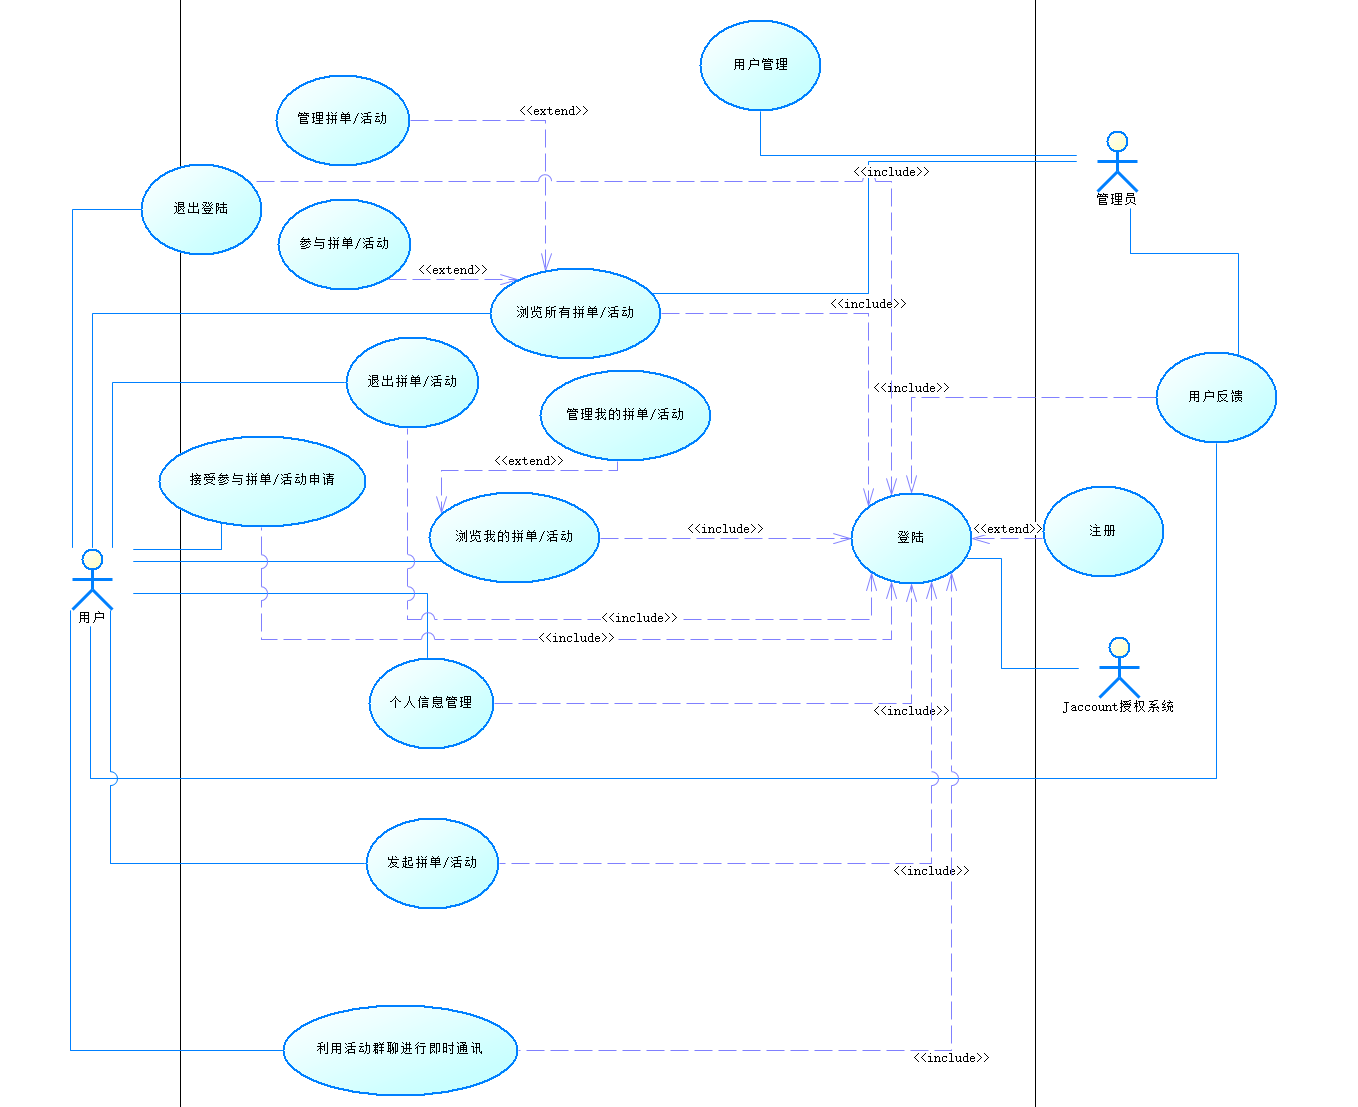 用户管理
管理拼单/活动
<<extend>>
<<include>>
管理员
退出登陆
参与拼单/活动
<<extend>>
浏览所有拼单/活动
<<include>>
退出拼单/活动
<<include>>
用户反馈
管理我的拼单/活动
<<extend>>
接受参与拼单/活动申请
浏览我的拼单/活动
<<include>>
登陆
<<extend>>
注册
用户
<<include>>
<<include>>
个人信息管理
<<include>>
Jaccount授权系统
发起拼单/活动
<<include>>
利用活动群聊进行即时通讯
<<include>>